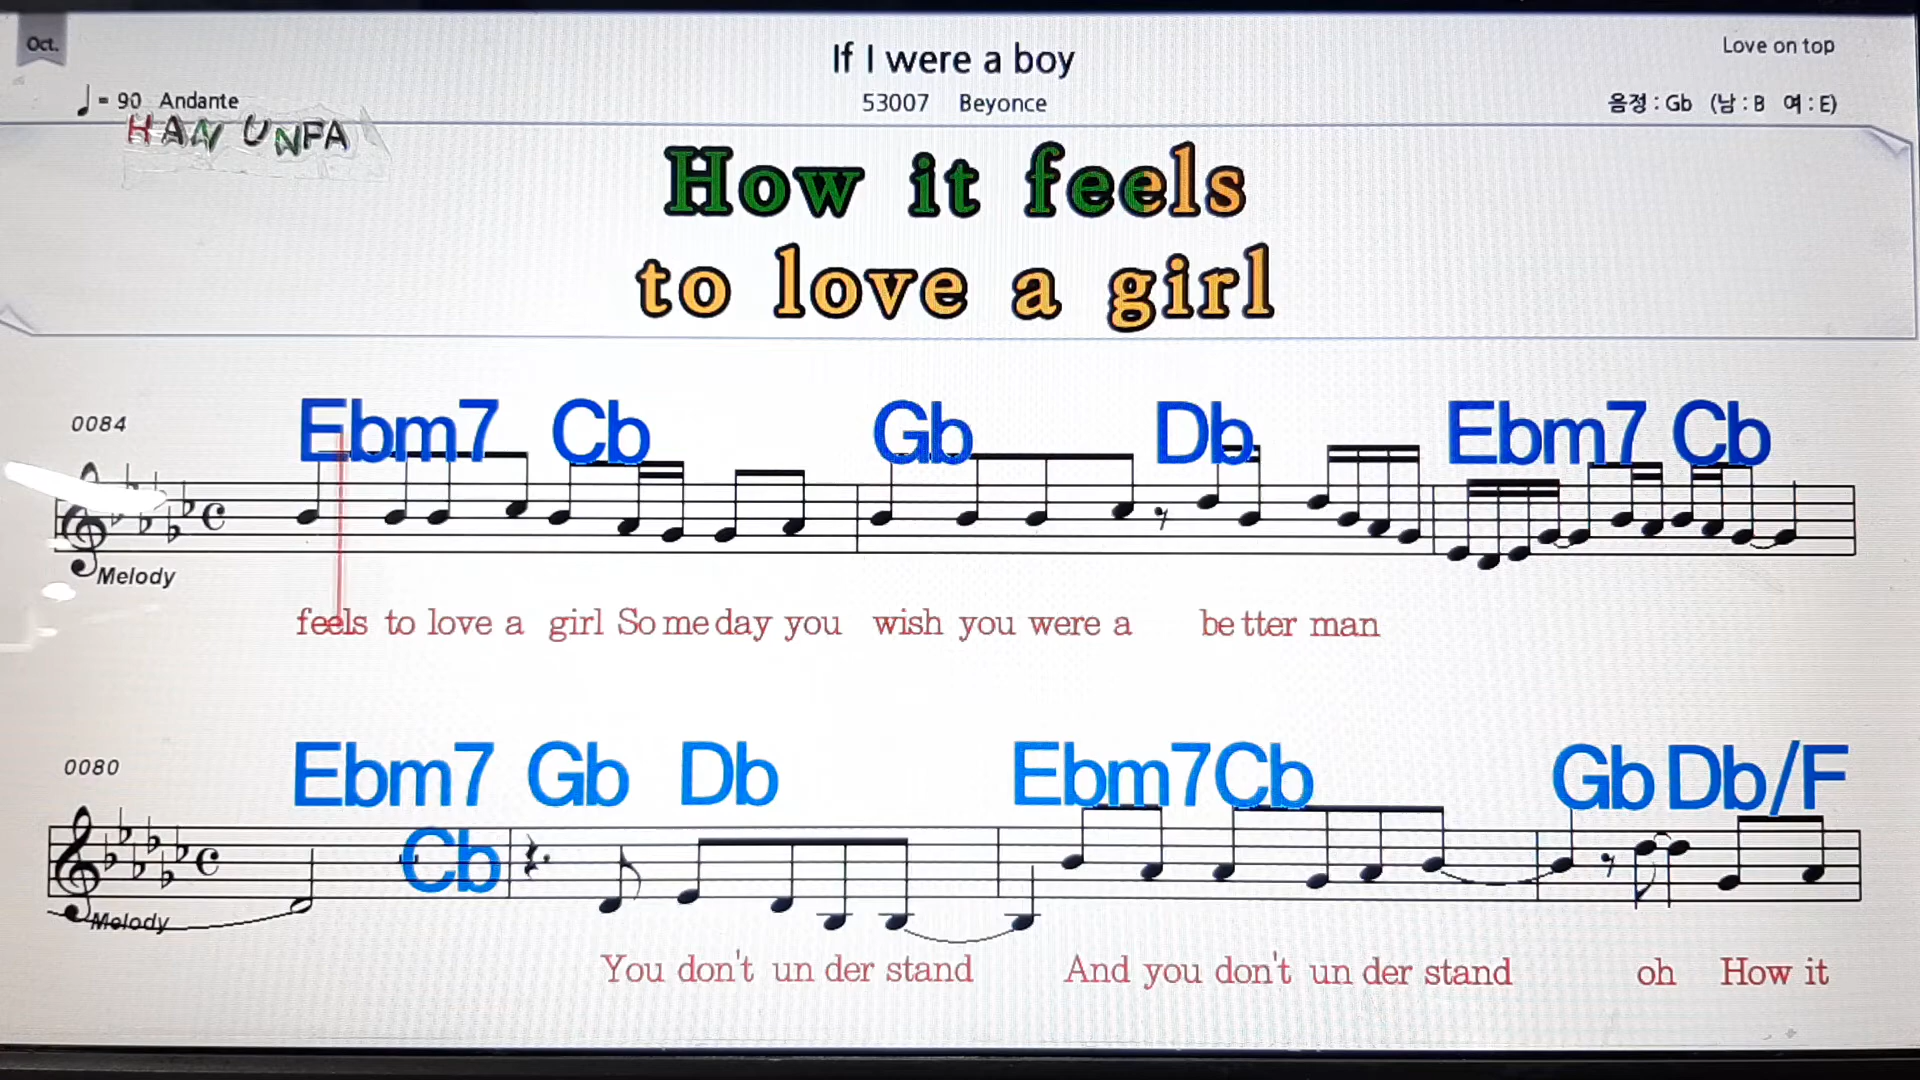 Oct.
If I were a boy
Love on top
= 90 Andante
53007 Beyonce
음정 : Gb (남 : B 여 : E)
HAN UNFA
How it feels
to love a girl
0084
Ebm7 Cb Gb Db Ebm7 Cb
Melody
feels to love a girl So me day you wish you were a be tter man
0080
Ebm7 Gb Db Ebm7 Cb Gb Db/F
Cb
Melody
You don't un der stand And you don't un der stand oh How it